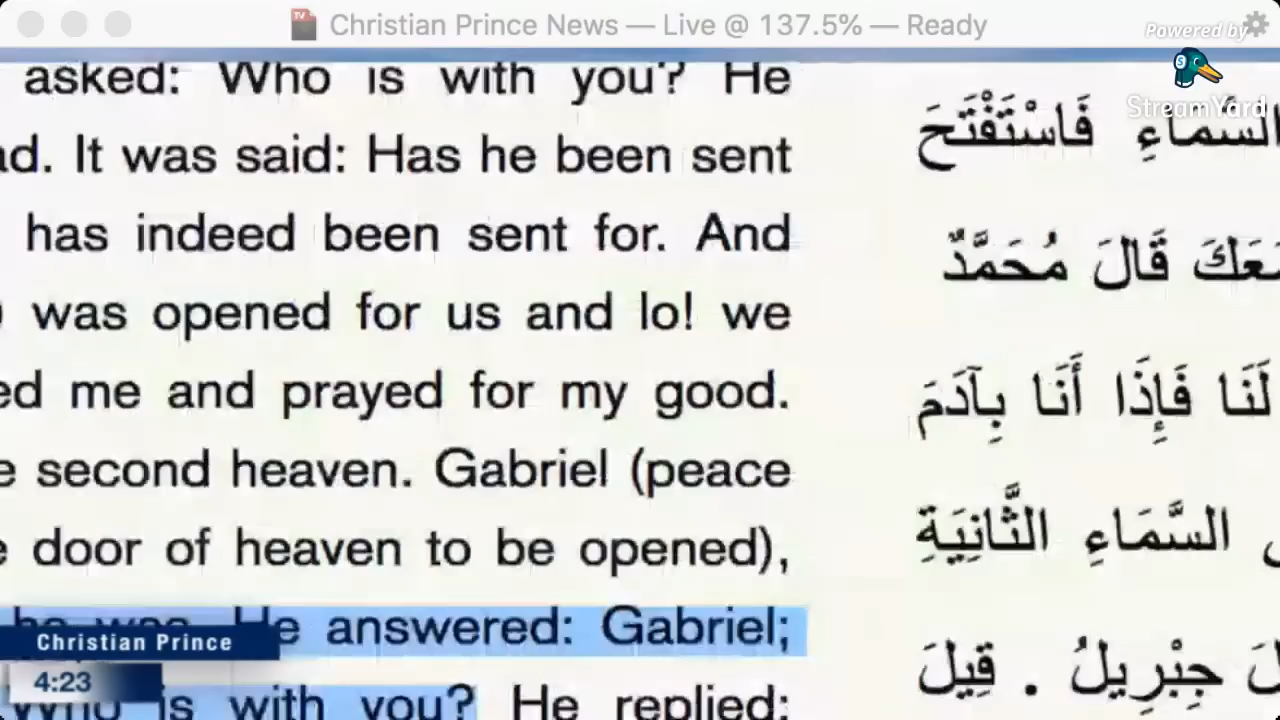 Christian Prince News — Live @ 137.5% — Ready
Powered by
StreamYard
asked: Who is with you? He
ad. It was said: Has he been sent
has indeed been sent for. And
was opened for us and lo! we
ed me and prayed for my good.
e second heaven. Gabriel (peace
e door of heaven to be opened),
he was. He answered: Gabriel;
Who is with you? He replied:
السَّمَاءِ فَاسْتَفْتَحَ
مَعَكَ قَالَ مُحَمَّدٌ
لَنَا فَإِذَا أَنَا بِآدَمَ
السَّمَاءِ الثَّانِيَةِ
جِبْرِيلُ . قِيلَ
Christian Prince
4:23